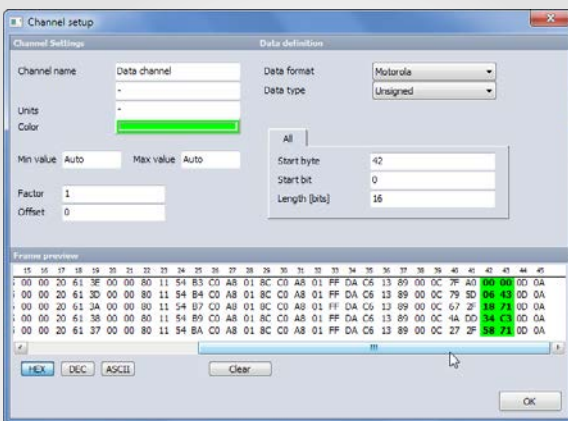 Channel setup
Channel Settings
Data definition
Channel name
Data channel
-
Units
-
Color
Min value
Auto
Max value
Auto
Factor
1
Offset
0
Data format
Motorola
Data type
Unsigned
All
Start byte
42
Start bit
0
Length [bits]
16
Frame preview
15 16 17 18 19 20 21 22 23 24 25 26 27 28 29 30 31 32 33 34 35 36 37 38 39 40 41 42 43 44 45
00 00 20 61 3E 00 00 80 11 54 B3 C0 A8 01 8C C0 A8 01 FF DA C6 13 89 00 0C 7F A0 00 00 0D 0A
00 00 20 61 3D 00 00 80 11 54 B4 C0 A8 01 8C C0 A8 01 FF DA C6 13 89 00 0C 79 5D 06 43 0D 0A
00 00 20 61 3A 00 00 80 11 54 B7 C0 A8 01 8C C0 A8 01 FF DA C6 13 89 00 0C 67 2F 18 71 0D 0A
00 00 20 61 38 00 00 80 11 54 B9 C0 A8 01 8C C0 A8 01 FF DA C6 13 89 00 0C 4A DD 34 C3 0D 0A
00 00 20 61 37 00 00 80 11 54 BA C0 A8 01 8C C0 A8 01 FF DA C6 13 89 00 0C 27 2F 58 71 0D 0A
HEX
DEC
ASCII
Clear
OK